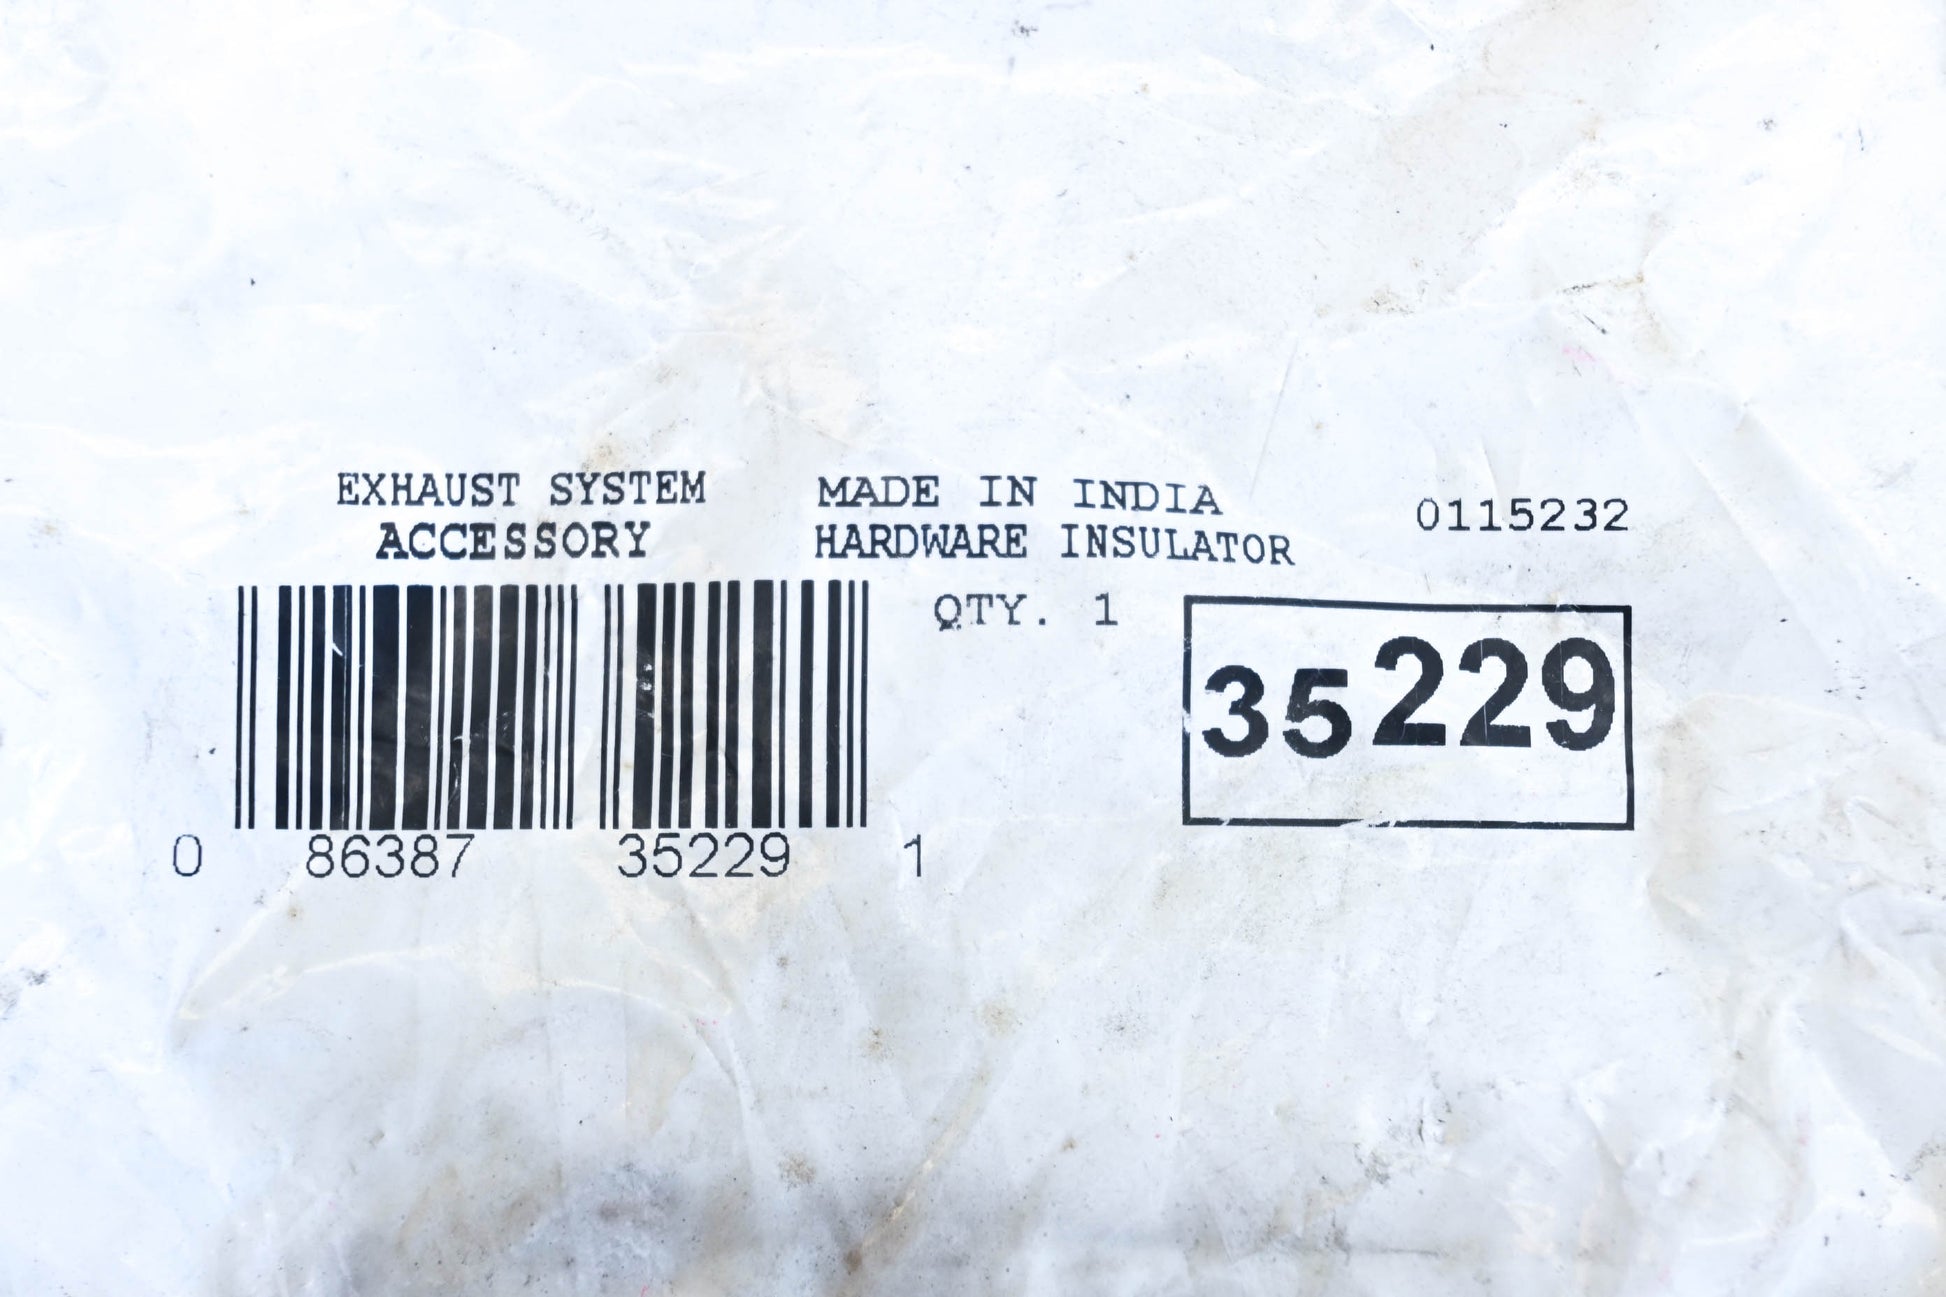 EXHAUST SYSTEM
ACCESSORY
MADE IN INDIA
HARDWARE INSULATOR
QTY. 1
0115232
35229
0 86387 35229 1